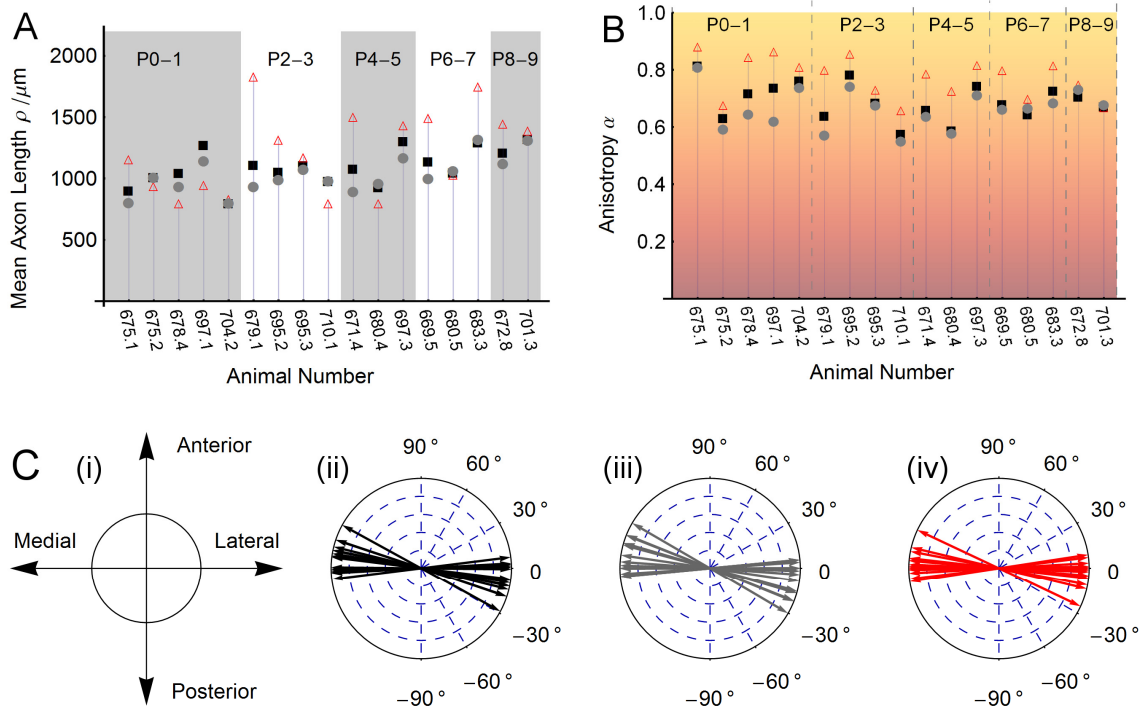 A
2000
1500
1000
500
Mean Axon Length ρ /μm
P0–1
P2–3
P4–5
P6–7
P8–9
675.1
675.2
678.4
697.1
704.2
679.1
695.2
695.3
710.1
671.4
680.4
697.3
669.5
680.5
683.3
672.8
701.3
Animal Number
B
1.0
0.8
0.6
0.4
0.2
Anisotropy α
P0–1
P2–3
P4–5
P6–7
P8–9
675.1
675.2
678.4
697.1
704.2
679.1
695.2
695.3
710.1
671.4
680.4
697.3
669.5
680.5
683.3
672.8
701.3
Animal Number
C
(i)
Anterior
Medial
Lateral
Posterior
(ii)
90°
60°
30°
0
−30°
−60°
−90°
(iii)
90°
60°
30°
0
−30°
−60°
−90°
(iv)
90°
60°
30°
0
−30°
−60°
−90°